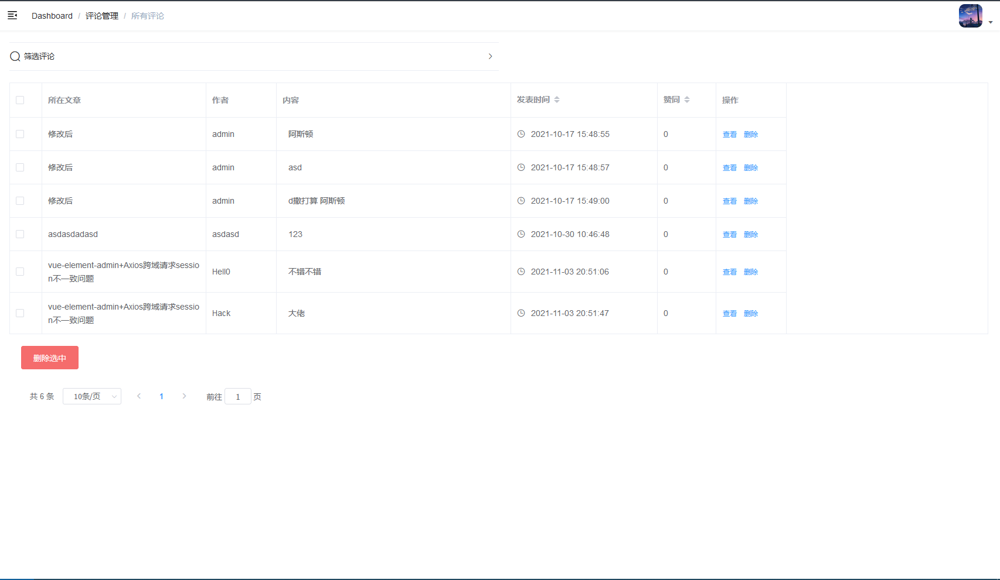 Dashboard / 评论管理 / 所有评论
筛选评论
所在文章 作者 内容 发表时间 赞同 操作
修改后 admin 阿斯顿 2021-10-17 15:48:55 0 查看 删除
修改后 admin asd 2021-10-17 15:48:57 0 查看 删除
修改后 admin d撒打算 阿斯顿 2021-10-17 15:49:00 0 查看 删除
asdasdadasd asdasd 123 2021-10-30 10:46:48 0 查看 删除
vue-element-admin+Axios跨域请求sessio
n不一致问题 Hell0 不错不错 2021-11-03 20:51:06 0 查看 删除
vue-element-admin+Axios跨域请求sessio
n不一致问题 Hack 大佬 2021-11-03 20:51:47 0 查看 删除
删除选中
共 6 条 10条/页 1 前往 1 页